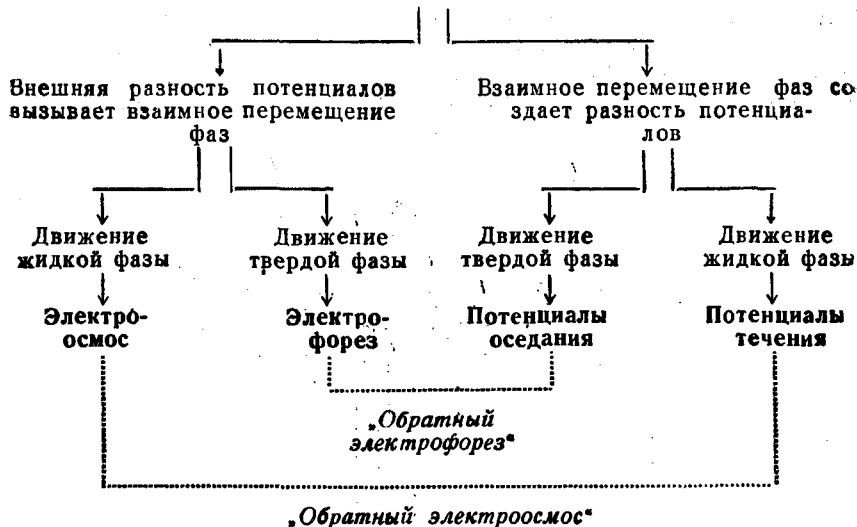 Внешняя разность потенциалов
вызывает взаимное перемещение
фаз
Взаимное перемещение фаз со
здает разность потенциа-
лов
Движение
жидкой фазы
Движение
твердой фазы
Движение
твердой фазы
Движение
жидкой фазы
Электро-
осмос
Электро-
форез
Потенциалы
оседания
Потенциалы
течения
„Обратный
электрофорез“
„Обратный электроосмос“